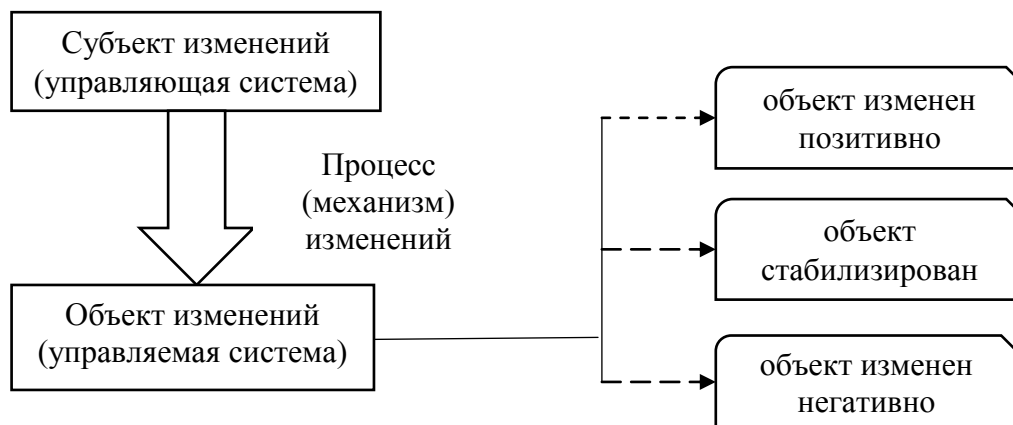 Субъект изменений
(управляющая система)
Процесс
(механизм)
изменений
Объект изменений
(управляемая система)
объект изменен
позитивно
объект
стабилизирован
объект изменен
негативно